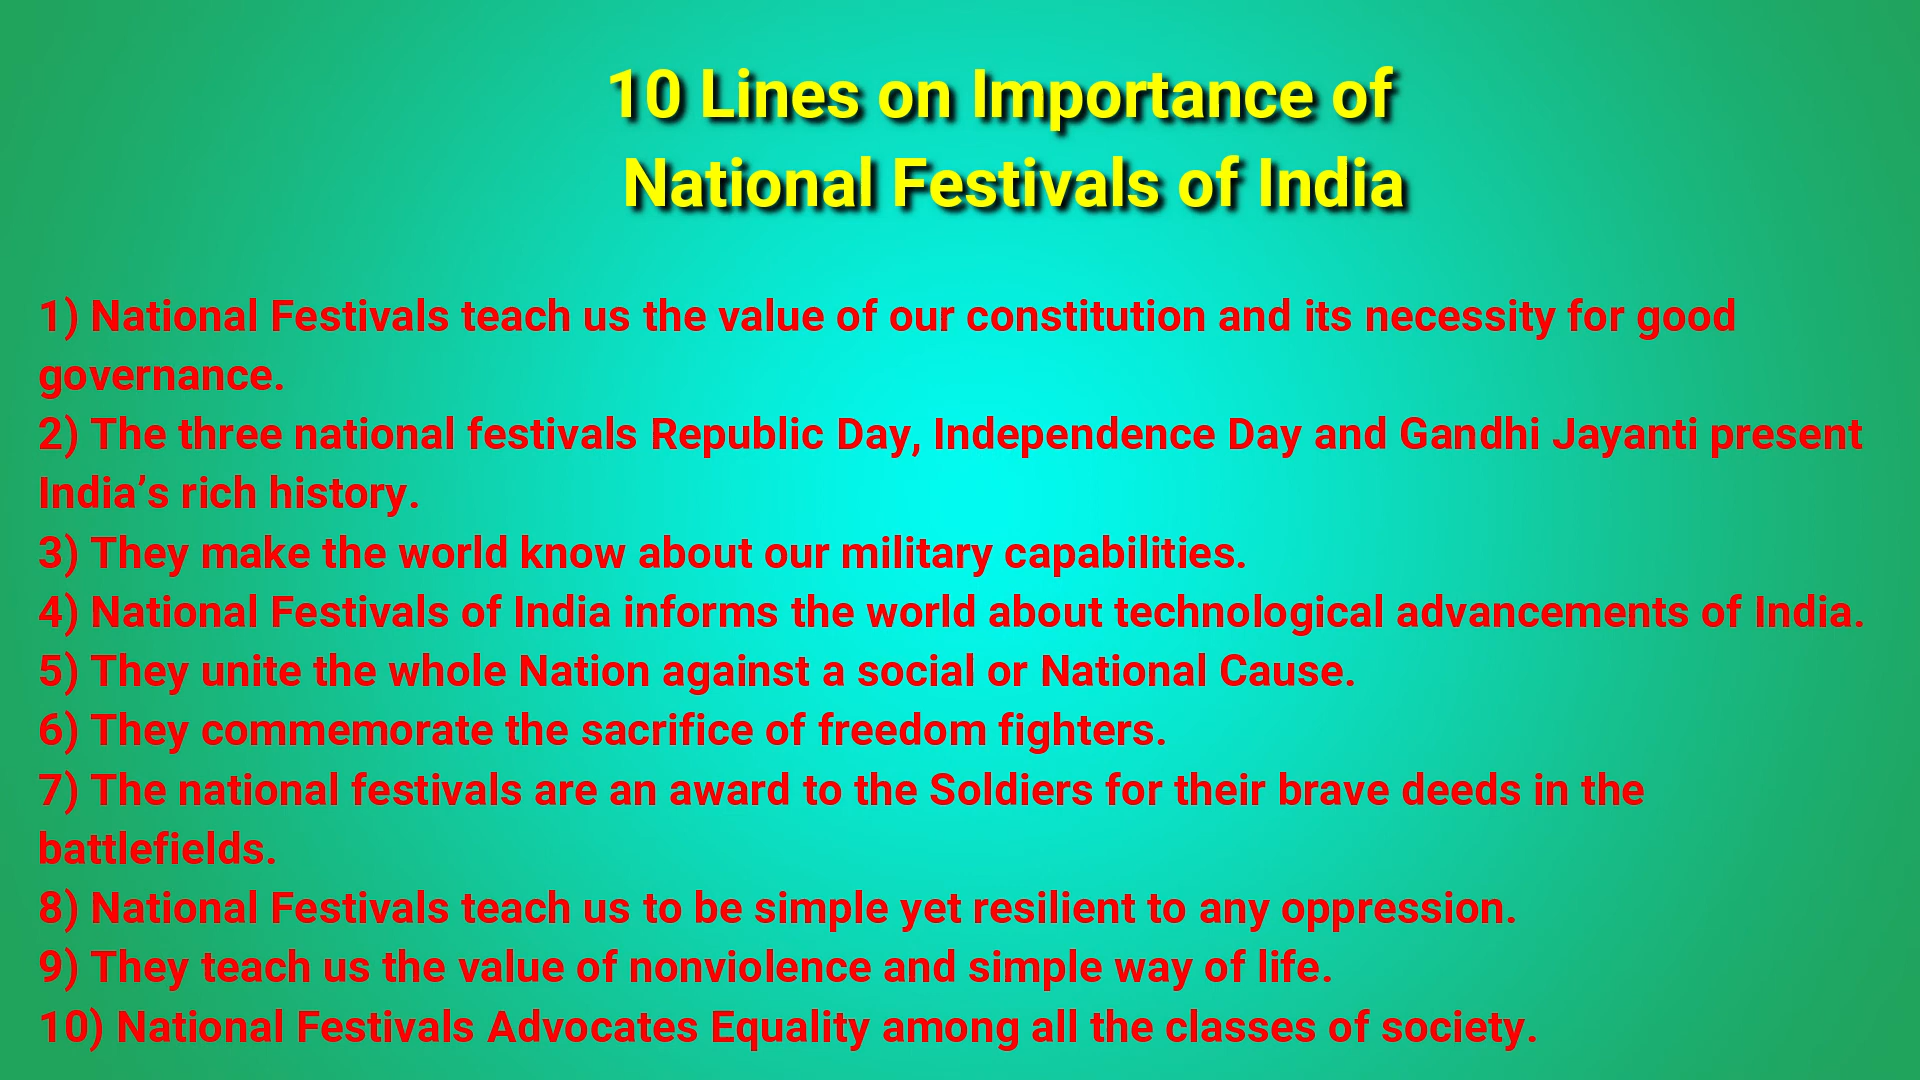 10 Lines on Importance of
National Festivals of India
1) National Festivals teach us the value of our constitution and its necessity for good
governance.
2) The three national festivals Republic Day, Independence Day and Gandhi Jayanti present
India’s rich history.
3) They make the world know about our military capabilities.
4) National Festivals of India informs the world about technological advancements of India.
5) They unite the whole Nation against a social or National Cause.
6) They commemorate the sacrifice of freedom fighters.
7) The national festivals are an award to the Soldiers for their brave deeds in the
battlefields.
8) National Festivals teach us to be simple yet resilient to any oppression.
9) They teach us the value of nonviolence and simple way of life.
10) National Festivals Advocates Equality among all the classes of society.